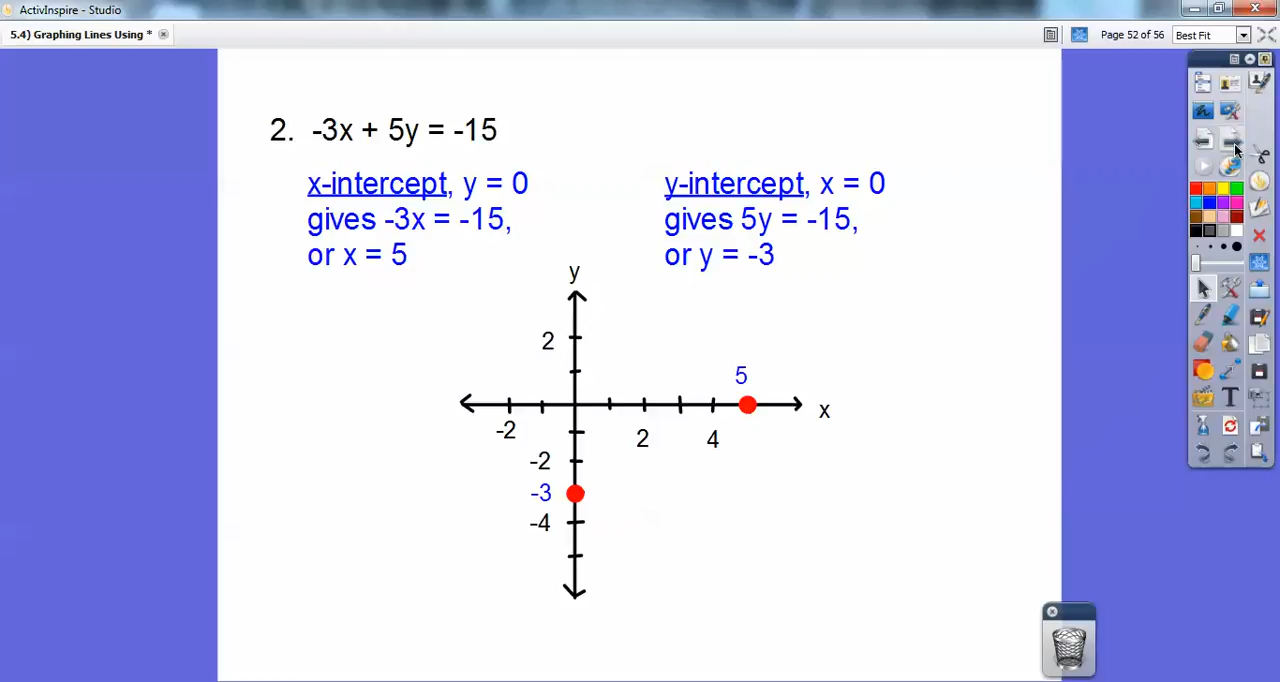 ActivInspire - Studio
5.4) Graphing Lines Using *
Page 52 of 56
Best Fit
2. -3x + 5y = -15
x-intercept, y = 0
gives -3x = -15,
or x = 5
y-intercept, x = 0
gives 5y = -15,
or y = -3
y
2
5
x
-2
2
4
-2
-3
-4